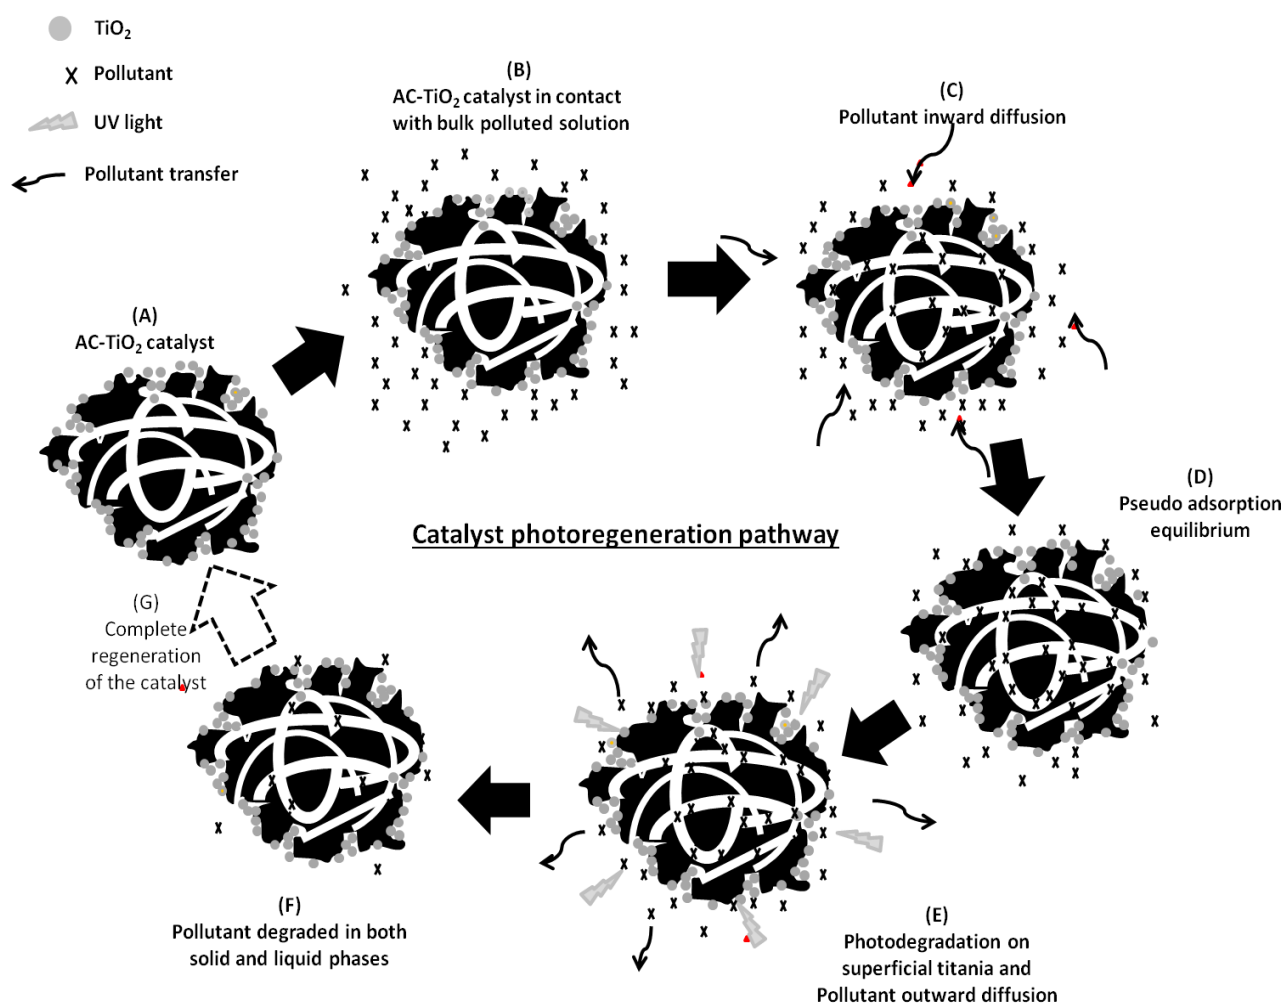 TiO2
Pollutant
UV light
Pollutant transfer
(A)
AC-TiO2 catalyst
(B)
AC-TiO2 catalyst in contact
with bulk polluted solution
(C)
Pollutant inward diffusion
(D)
Pseudo adsorption
equilibrium
Catalyst photoregeneration pathway
(E)
Photodegradation on
superficial titania and
Pollutant outward diffusion
(F)
Pollutant degraded in both
solid and liquid phases
(G)
Complete
regeneration
of the catalyst